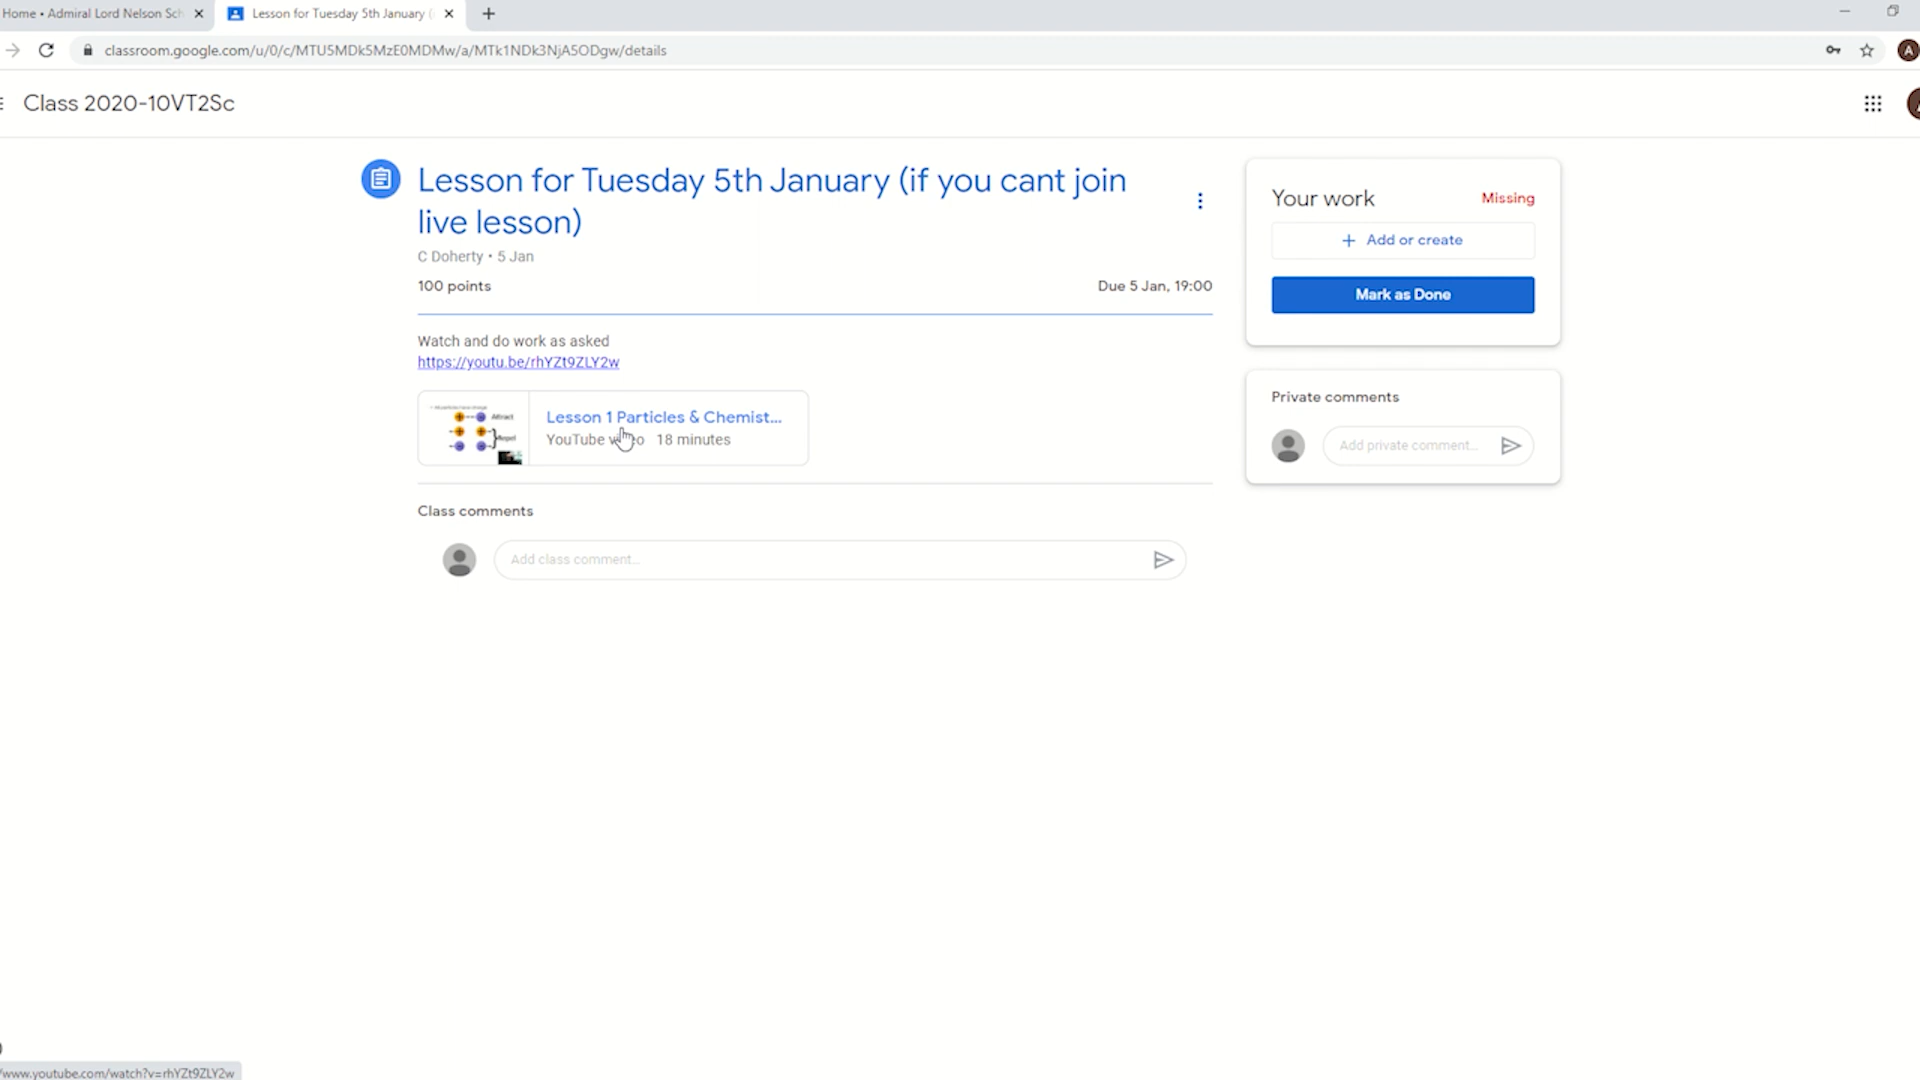 Home • Admiral Lord Nelson Sch
Lesson for Tuesday 5th January (
classroom.google.com/u/0/c/MTU5MDk5MzE0MDMw/a/MTk1NDk3NjA5ODgw/details
A
Class 2020-10VT2Sc
Lesson for Tuesday 5th January (if you cant join
live lesson)
C Doherty • 5 Jan
100 points
Due 5 Jan, 19:00
Watch and do work as asked
https://youtu.be/rhYZt9ZLY2w
Attract
Repel
Lesson 1 Particles & Chemist...
YouTube video 18 minutes
Class comments
Add class comment...
Your work
Missing
+ Add or create
Mark as Done
Private comments
Add private comment...
/www.youtube.com/watch?v=rhYZt9ZLY2w